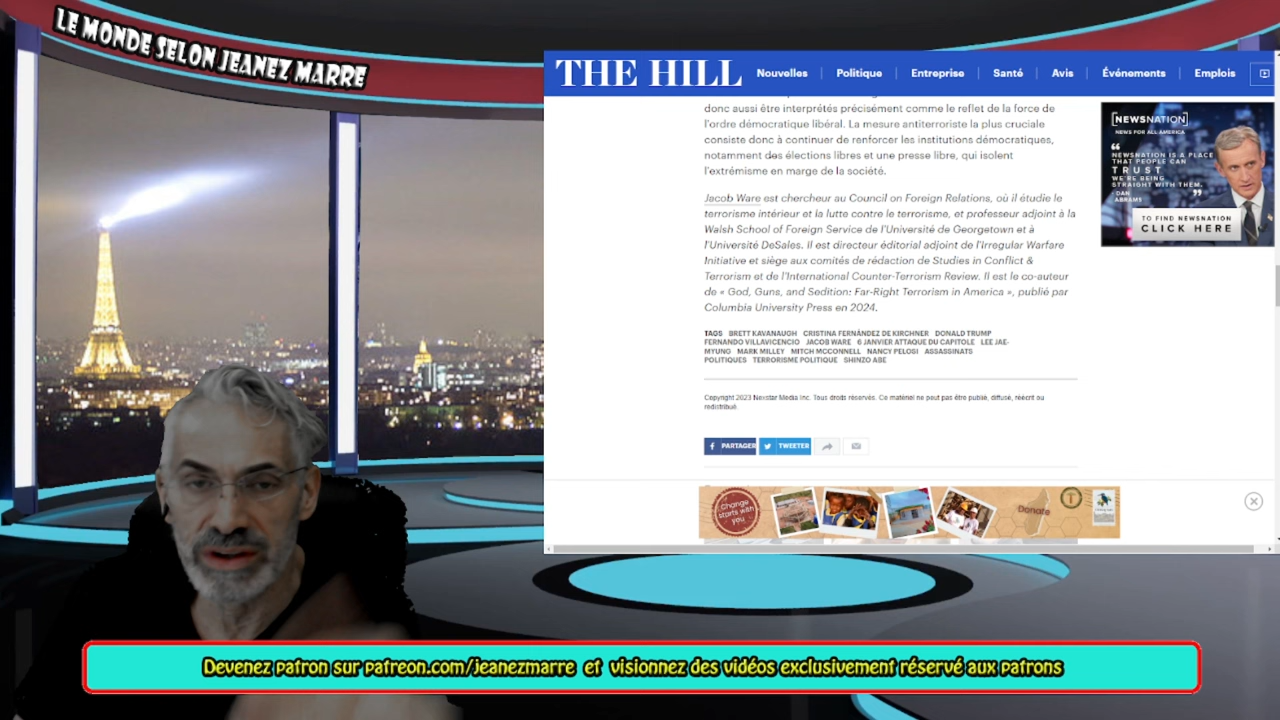 LE MONDE SELON JEANEZ MARRE
THE HILL
Nouvelles
Politique
Entreprise
Santé
Avis
Événements
Emplois
donc aussi être interprétés précisément comme le reflet de la force de
l'ordre démocratique libéral. La mesure antiterroriste la plus cruciale
consiste donc à continuer de renforcer les institutions démocratiques,
notamment des élections libres et une presse libre, qui isolent
l'extrémisme en marge de la société.
Jacob Ware est chercheur au Council on Foreign Relations, où il étudie le
terrorisme intérieur et la lutte contre le terrorisme, et professeur adjoint à la
Walsh School of Foreign Service de l'Université de Georgetown et à
l'Université DeSales. Il est directeur éditorial adjoint de l'Irregular Warfare
Initiative et siège aux comités de rédaction de Studies in Conflict &
Terrorism et de l'International Counter-Terrorism Review. Il est le co-auteur
de « God, Guns, and Sedition: Far-Right Terrorism in America », publié par
Columbia University Press en 2024.
TAGS BRETT KAVANAUGH CRISTINA FERNÁNDEZ DE KIRCHNER DONALD TRUMP
FERNANDO VILLAVICENCIO JACOB WARE 6 JANVIER ATTAQUE DU CAPITOLE LEE JAE-
MYUNG MARK MILLEY MITCH MCCONNELL NANCY PELOSI ASSASSINATS
POLITIQUES TERRORISME POLITIQUE SHINZO ABE
Copyright 2023 Nexstar Media Inc. Tous droits réservés. Ce matériel ne peut pas être publié, diffusé, réécrit ou
redistribué.
PARTAGER
TWEETER
[NEWSNATION]
NEWS FOR ALL AMERICA
“
NEWSNATION IS A PLACE
THAT PEOPLE CAN
TRUST
WE'RE BEING
STRAIGHT WITH THEM.
”
- DAN
ABRAMS
TO FIND NEWSNATION
CLICK HERE
Change
starts with
you
Donate
Devenez patron sur patreon.com/jeanezmarre et visionnez des vidéos exclusivement réservé aux patrons